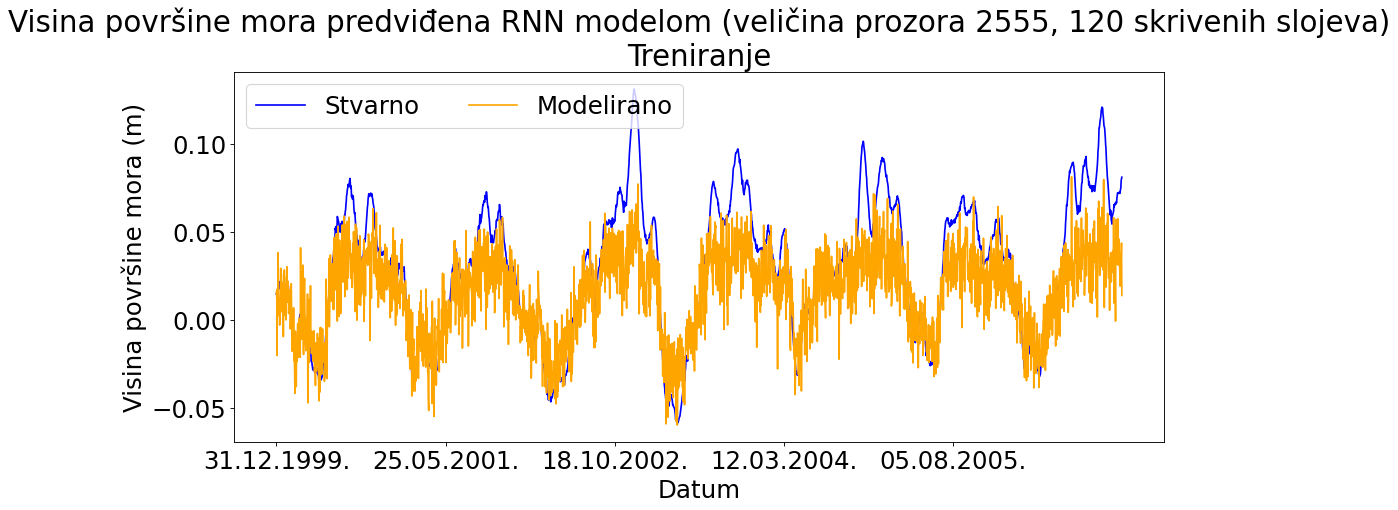 Visina površine mora predviđena RNN modelom (veličina prozora 2555, 120 skrivenih slojeva)
Treniranje
Stvarno Modelirano
Visina površine mora (m)
0.10
0.05
0.00
−0.05
31.12.1999. 25.05.2001. 18.10.2002. 12.03.2004. 05.08.2005.
Datum